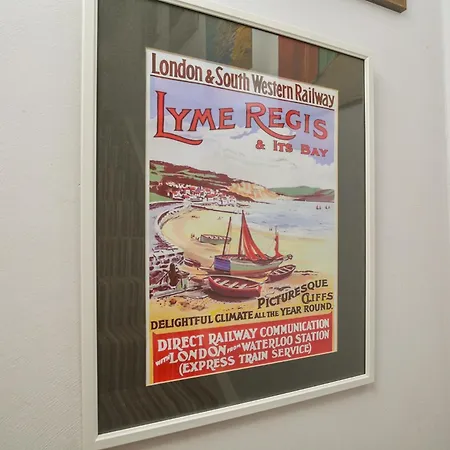 London & South Western Railway
LYME REGIS
& ITS BAY
PICTURESQUE
CLIFFS
DELIGHTFUL CLIMATE ALL THE YEAR ROUND.
DIRECT RAILWAY COMMUNICATION
WITH LONDON FROM WATERLOO STATION
(EXPRESS TRAIN SERVICE)